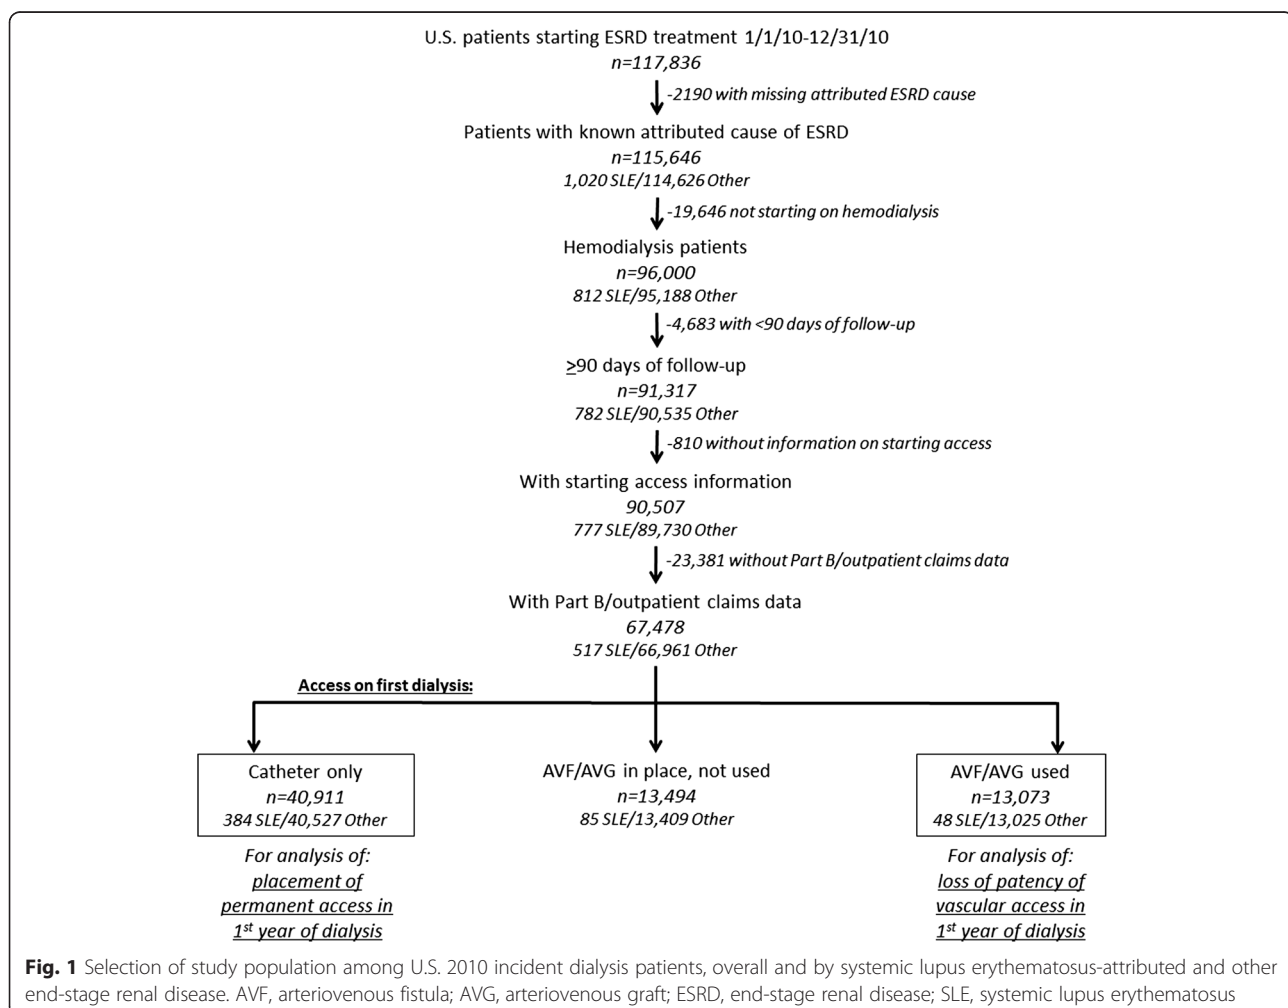 U.S. patients starting ESRD treatment 1/1/10-12/31/10
n=117,836
-2190 with missing attributed ESRD cause
Patients with known attributed cause of ESRD
n=115,646
1,020 SLE/114,626 Other
-19,646 not starting on hemodialysis
Hemodialysis patients
n=96,000
812 SLE/95,188 Other
-4,683 with <90 days of follow-up
≥90 days of follow-up
n=91,317
782 SLE/90,535 Other
-810 without information on starting access
With starting access information
90,507
777 SLE/89,730 Other
-23,381 without Part B/outpatient claims data
With Part B/outpatient claims data
67,478
517 SLE/66,961 Other
Access on first dialysis:
Catheter only
n=40,911
384 SLE/40,527 Other
For analysis of:
placement of
permanent access in
1st year of dialysis
AVF/AVG in place, not used
n=13,494
85 SLE/13,409 Other
AVF/AVG used
n=13,073
48 SLE/13,025 Other
For analysis of:
loss of patency of
vascular access in
1st year of dialysis
Fig. 1 Selection of study population among U.S. 2010 incident dialysis patients, overall and by systemic lupus erythematosus-attributed and other
end-stage renal disease. AVF, arteriovenous fistula; AVG, arteriovenous graft; ESRD, end-stage renal disease; SLE, systemic lupus erythematosus